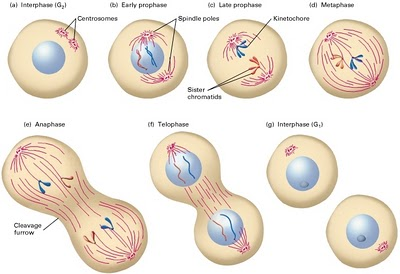 (a) Interphase (G2)
(b) Early prophase
(c) Late prophase
(d) Metaphase
Centrosomes
Spindle poles
Kinetochore
Sister
chromatids
(e) Anaphase
(f) Telophase
(g) Interphase (G1)
Cleavage
furrow